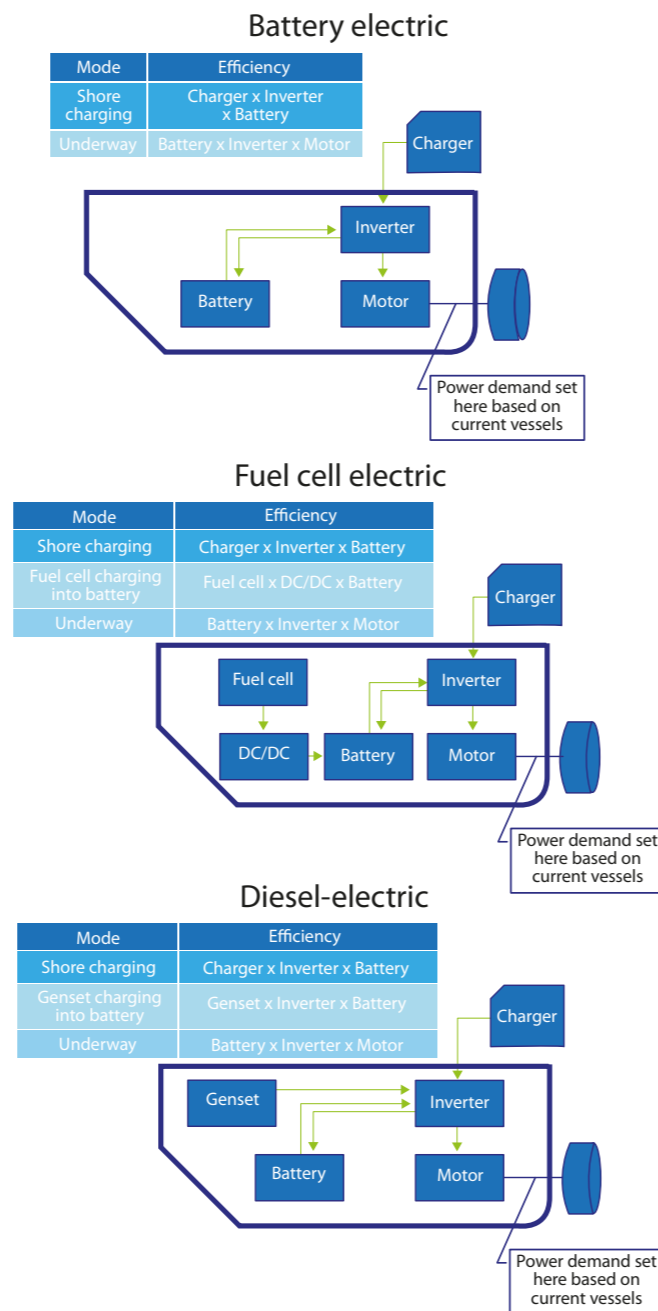 Battery electric
Mode Efficiency
Shore
charging
Charger x Inverter
x Battery
Underway Battery x Inverter x Motor
Charger
Inverter
Battery
Motor
Power demand set
here based on
current vessels
Fuel cell electric
Mode Efficiency
Shore charging Charger x Inverter x Battery
Fuel cell charging
into battery
Fuel cell x DC/DC x Battery
Underway Battery x Inverter x Motor
Charger
Fuel cell
Inverter
DC/DC
Battery
Motor
Power demand set
here based on
current vessels
Diesel-electric
Mode Efficiency
Shore charging Charger x Inverter x Battery
Genset charging
into battery
Genset x Inverter x Battery
Underway Battery x Inverter x Motor
Charger
Genset
Inverter
Battery
Motor
Power demand set
here based on
current vessels